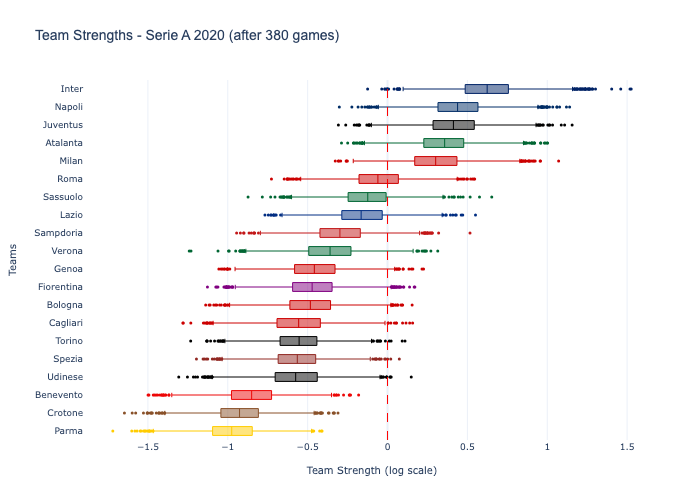 Team Strengths - Serie A 2020 (after 380 games)
Inter
Napoli
Juventus
Atalanta
Milan
Roma
Sassuolo
Lazio
Sampdoria
Verona
Genoa
Fiorentina
Bologna
Cagliari
Torino
Spezia
Udinese
Benevento
Crotone
Parma
Teams
−1.5 −1 −0.5 0 0.5 1 1.5
Team Strength (log scale)